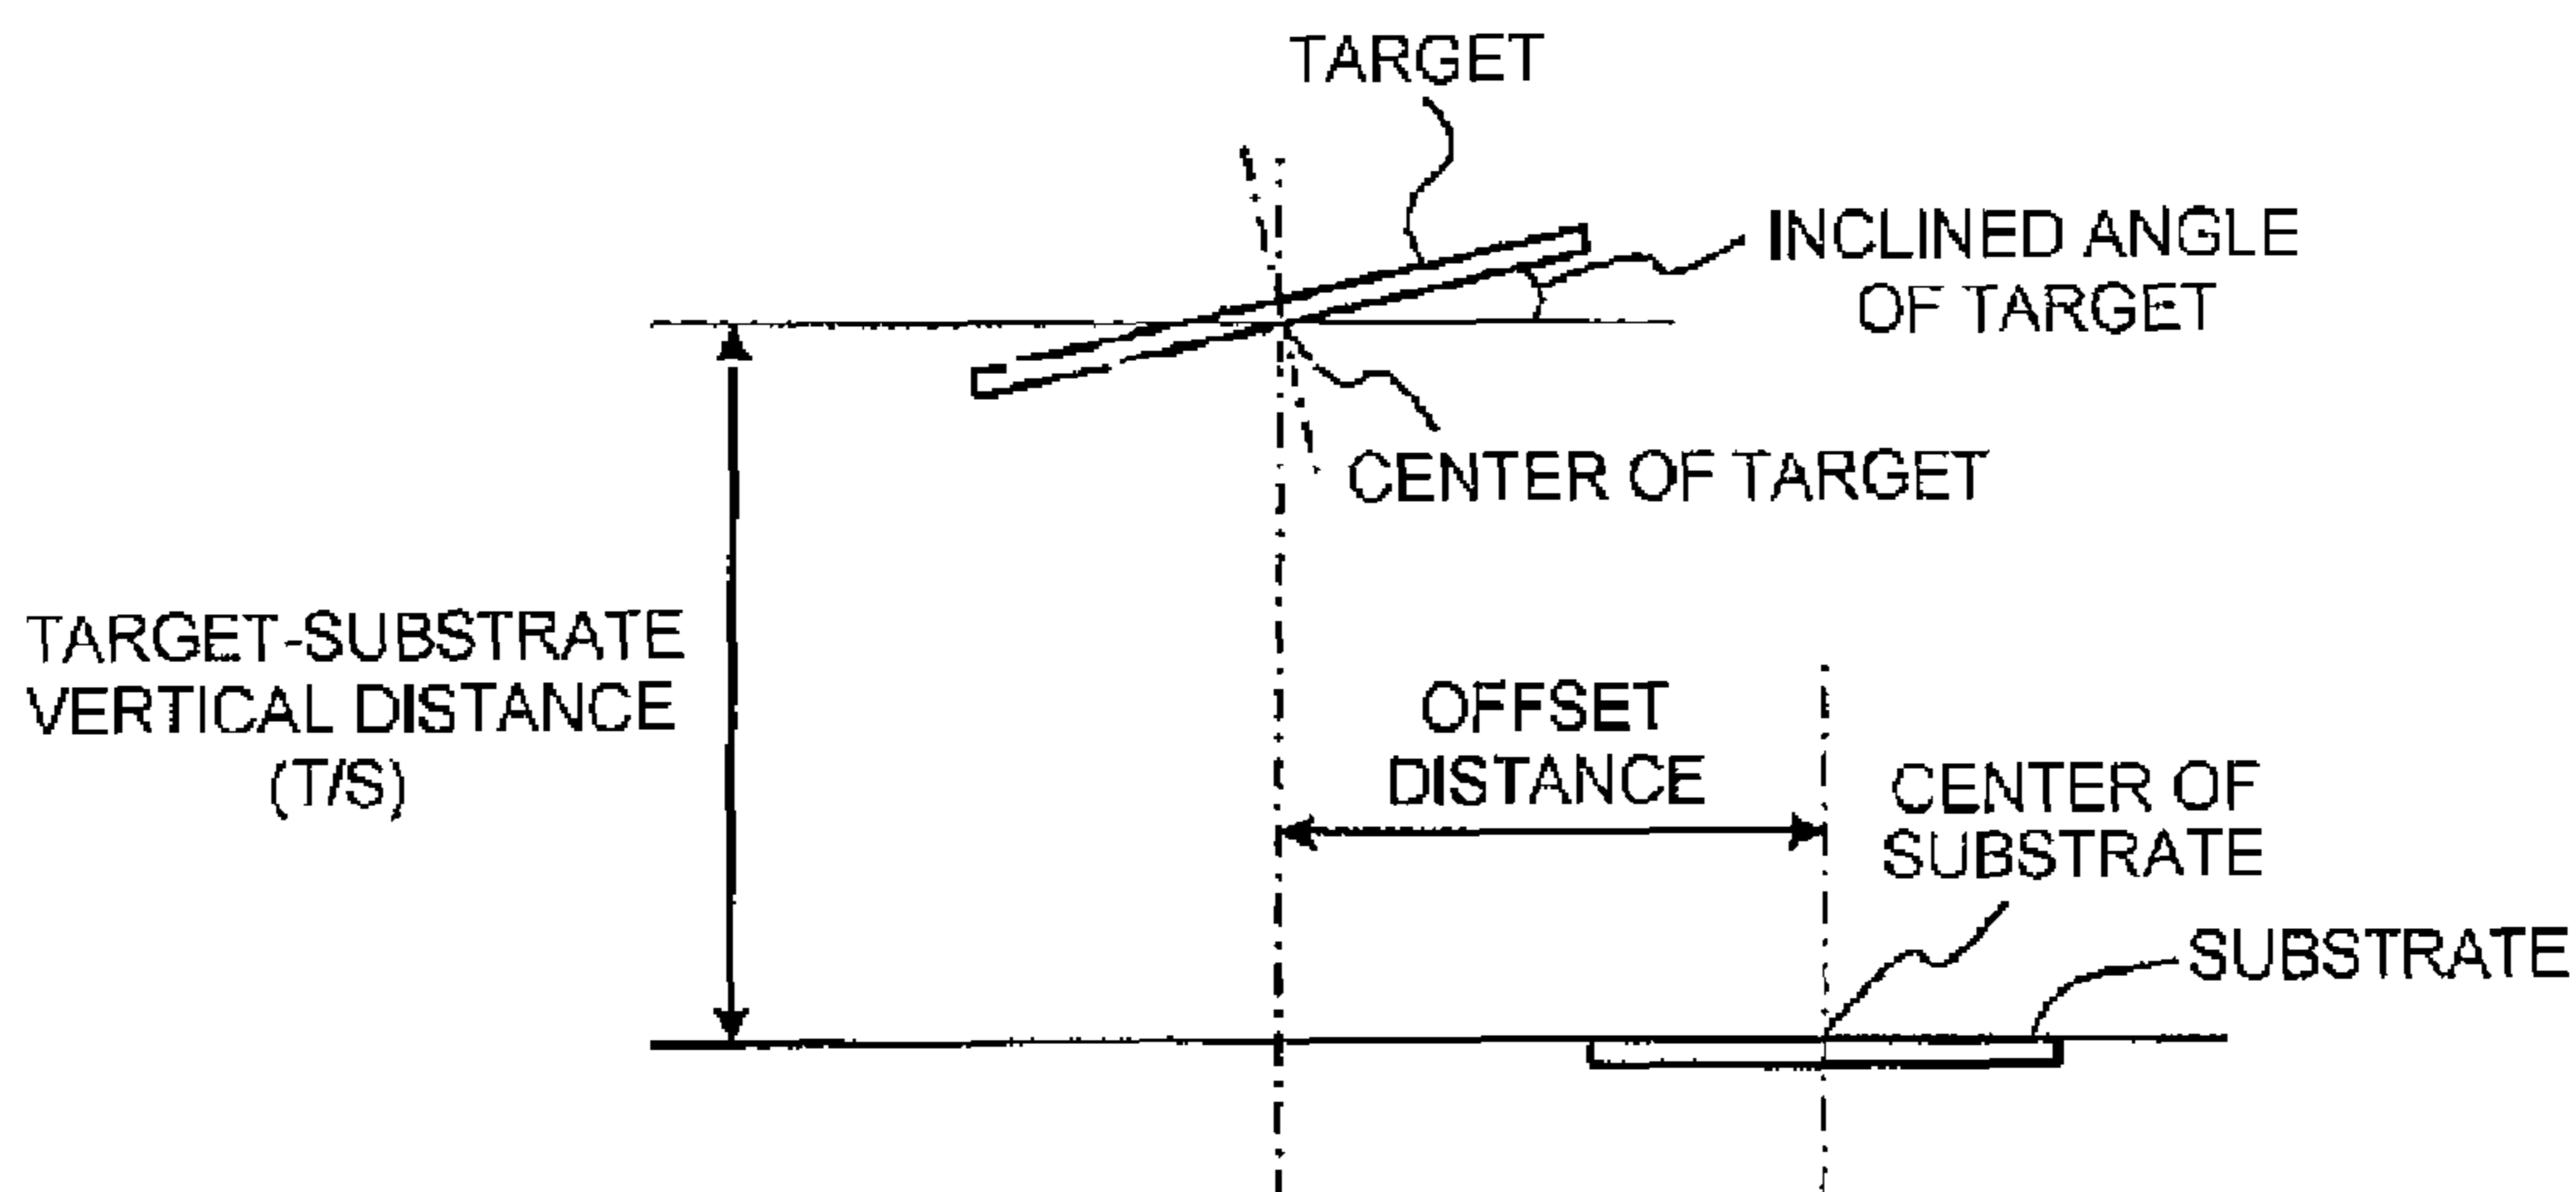 TARGET
INCLINED ANGLE
OF TARGET
CENTER OF TARGET
TARGET-SUBSTRATE
VERTICAL DISTANCE
(T/S)
OFFSET
DISTANCE
CENTER OF
SUBSTRATE
SUBSTRATE